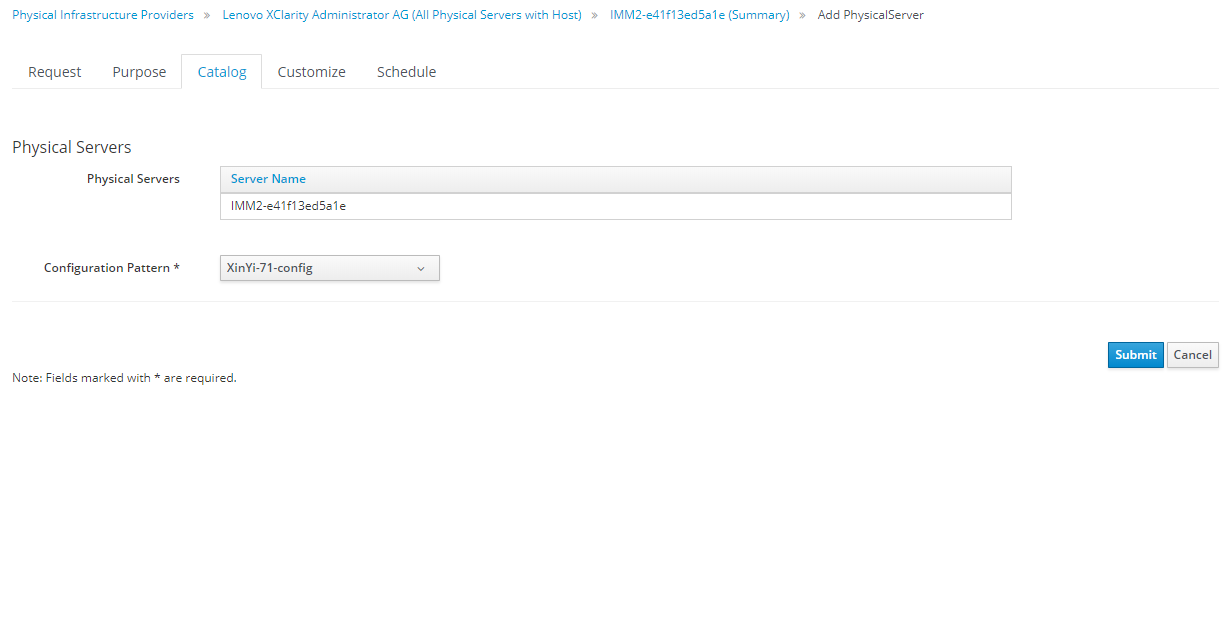 Physical Infrastructure Providers » Lenovo XClarity Administrator AG (All Physical Servers with Host) » IMM2-e41f13ed5a1e (Summary) » Add PhysicalServer
Request Purpose Catalog Customize Schedule
Physical Servers
Physical Servers Server Name
IMM2-e41f13ed5a1e
Configuration Pattern * XinYi-71-config
Submit Cancel
Note: Fields marked with * are required.